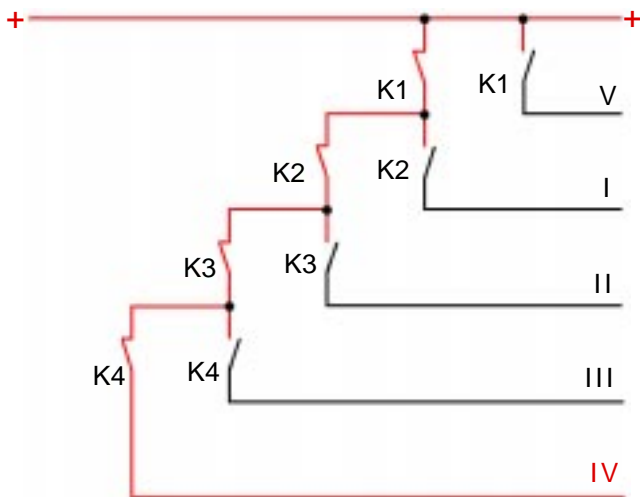 + +
K1 K1 V
K2 K2 I
K3 K3 II
K4 K4 III
IV